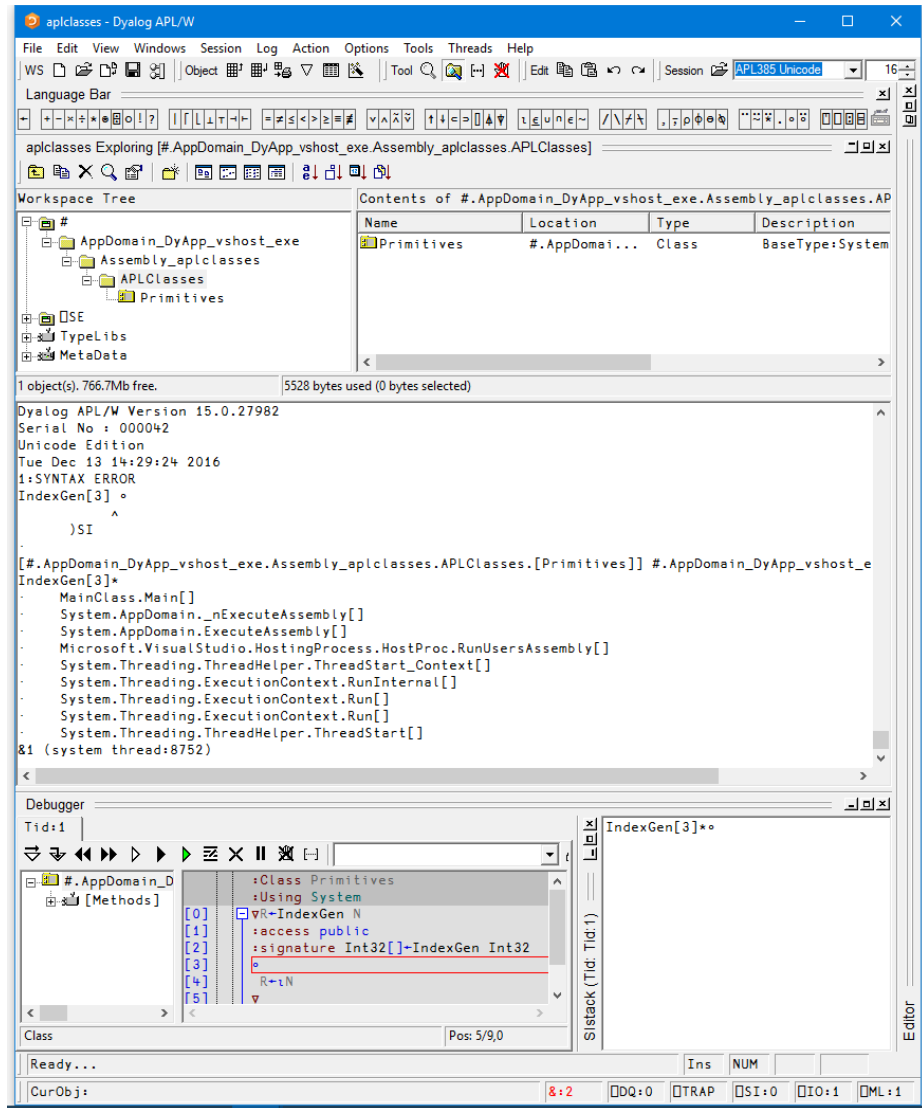 aplclasses - Dyalog APL/W
File Edit View Windows Session Log Action Options Tools Threads Help
WS Object Tool Edit Session APL385 Unicode 16
Language Bar
aplclasses Exploring [#.AppDomain_DyApp_vshost_exe.Assembly_aplclasses.APLClasses]
Workspace Tree
Contents of #.AppDomain_DyApp_vshost_exe.Assembly_aplclasses.AP
Name Location Type Description
#
Primitives #.AppDomai... Class BaseType:System
AppDomain_DyApp_vshost_exe
Assembly_aplclasses
APLClasses
Primitives
⎕SE
TypeLibs
MetaData
1 object(s). 766.7Mb free. 5528 bytes used (0 bytes selected)
Dyalog APL/W Version 15.0.27982
Serial No : 000042
Unicode Edition
Tue Dec 13 14:29:24 2016
1:SYNTAX ERROR
IndexGen[3] ∘
^
)SI
·
[#.AppDomain_DyApp_vshost_exe.Assembly_aplclasses.APLClasses.[Primitives]] #.AppDomain_DyApp_vshost_e
IndexGen[3]*
· MainClass.Main[]
· System.AppDomain._nExecuteAssembly[]
· System.AppDomain.ExecuteAssembly[]
· Microsoft.VisualStudio.HostingProcess.HostProc.RunUsersAssembly[]
· System.Threading.ThreadHelper.ThreadStart_Context[]
· System.Threading.ExecutionContext.RunInternal[]
· System.Threading.ExecutionContext.Run[]
· System.Threading.ExecutionContext.Run[]
· System.Threading.ThreadHelper.ThreadStart[]
&1 (system thread:8752)
Debugger
Tid:1
IndexGen[3]*∘
#.AppDomain_D
[Methods]
:Class Primitives
:Using System
[0] ∇R←IndexGen N
[1] :access public
[2] :signature Int32[]←IndexGen Int32
[3] ∘
[4] R←⍳N
[5] ∇
SIstack (Tid: Tid:1)
Editor
Class Pos: 5/9,0
Ready... Ins NUM
CurObj: &:2 ⎕DQ:0 ⎕TRAP ⎕SI:0 ⎕IO:1 ⎕ML:1